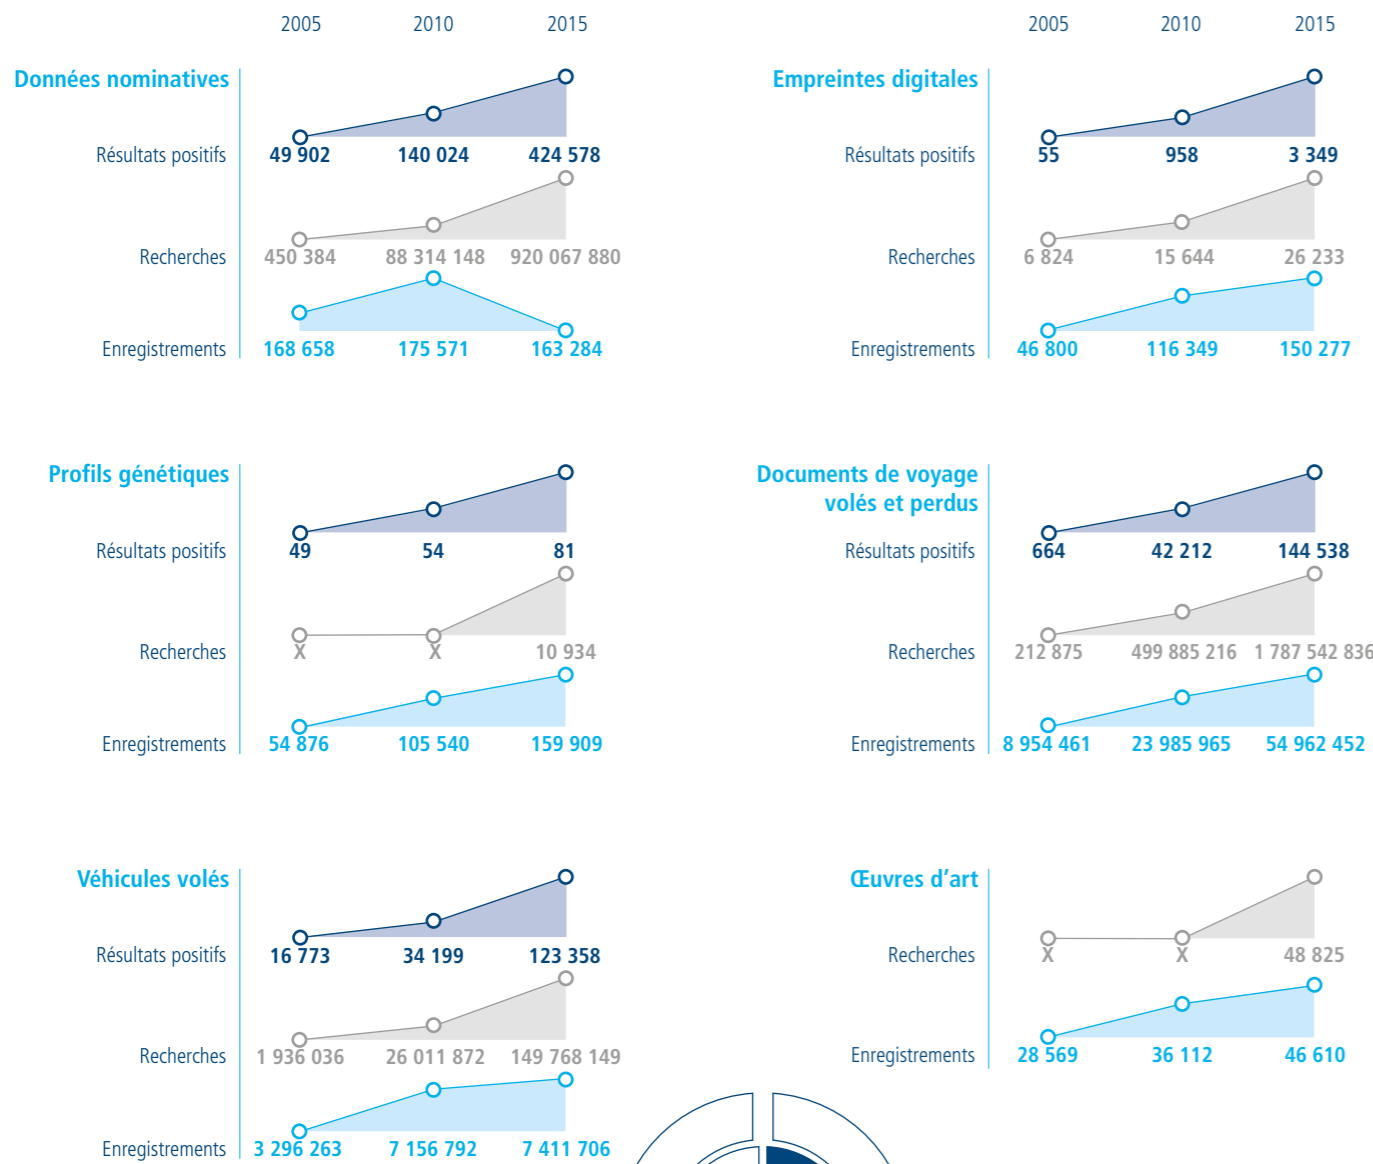 2005 2010 2015
Données nominatives
Résultats positifs 49 902 140 024 424 578
Recherches 450 384 88 314 148 920 067 880
Enregistrements 168 658 175 571 163 284
2005 2010 2015
Empreintes digitales
Résultats positifs 55 958 3 349
Recherches 6 824 15 644 26 233
Enregistrements 46 800 116 349 150 277
Profils génétiques
Résultats positifs 49 54 81
Recherches X X 10 934
Enregistrements 54 876 105 540 159 909
Documents de voyage
volés et perdus
Résultats positifs 664 42 212 144 538
Recherches 212 875 499 885 216 1 787 542 836
Enregistrements 8 954 461 23 985 965 54 962 452
Véhicules volés
Résultats positifs 16 773 34 199 123 358
Recherches 1 936 036 26 011 872 149 768 149
Enregistrements 3 296 263 7 156 792 7 411 706
Œuvres d’art
Recherches X X 48 825
Enregistrements 28 569 36 112 46 610